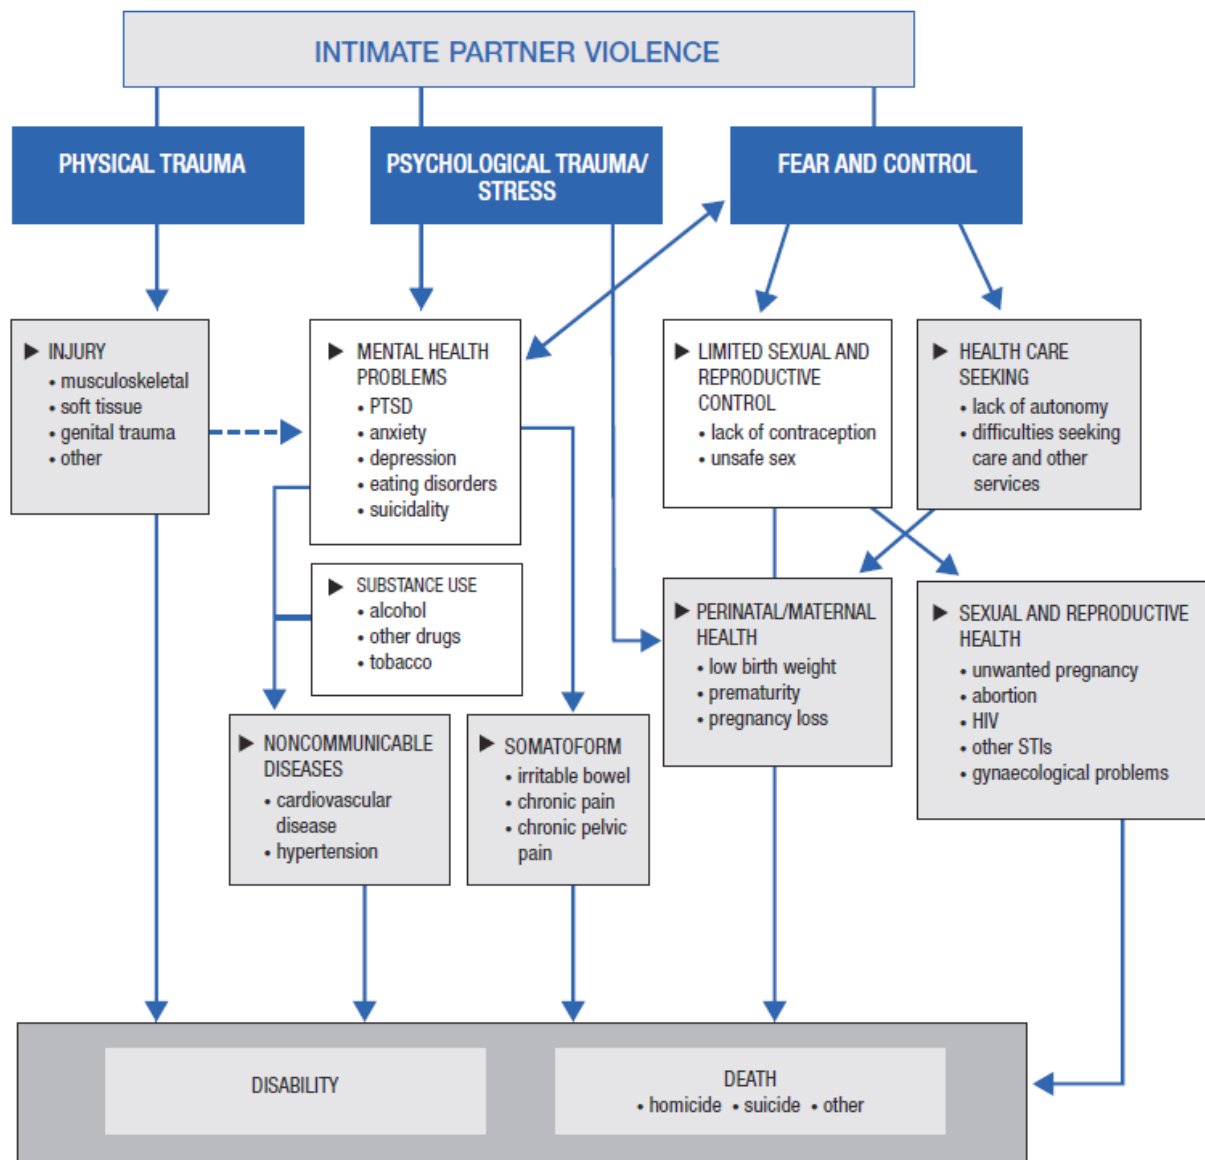 INTIMATE PARTNER VIOLENCE
PHYSICAL TRAUMA
PSYCHOLOGICAL TRAUMA/
STRESS
FEAR AND CONTROL
▶ INJURY
• musculoskeletal
• soft tissue
• genital trauma
• other
▶ MENTAL HEALTH
PROBLEMS
• PTSD
• anxiety
• depression
• eating disorders
• suicidality
▶ LIMITED SEXUAL AND
REPRODUCTIVE
CONTROL
• lack of contraception
• unsafe sex
▶ HEALTH CARE
SEEKING
• lack of autonomy
• difficulties seeking
care and other
services
▶ SUBSTANCE USE
• alcohol
• other drugs
• tobacco
▶ PERINATAL/MATERNAL
HEALTH
• low birth weight
• prematurity
• pregnancy loss
▶ SEXUAL AND REPRODUCTIVE
HEALTH
• unwanted pregnancy
• abortion
• HIV
• other STIs
• gynaecological problems
▶ NONCOMMUNICABLE
DISEASES
• cardiovascular
disease
• hypertension
▶ SOMATOFORM
• irritable bowel
• chronic pain
• chronic pelvic
pain
DISABILITY
DEATH
• homicide • suicide • other